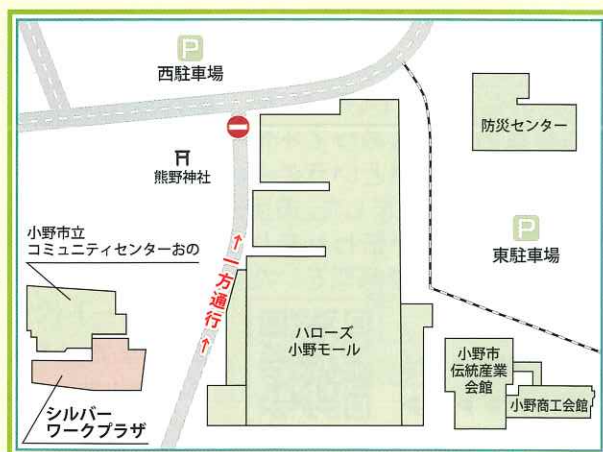 P
西駐車場
防災センター
熊野神社
小野市立
コミュニティセンターおの
P
東駐車場
↑一方通行↑
ハローズ
小野モール
小野市
伝統産業
会館
小野商工会館
シルバー
ワークプラザ